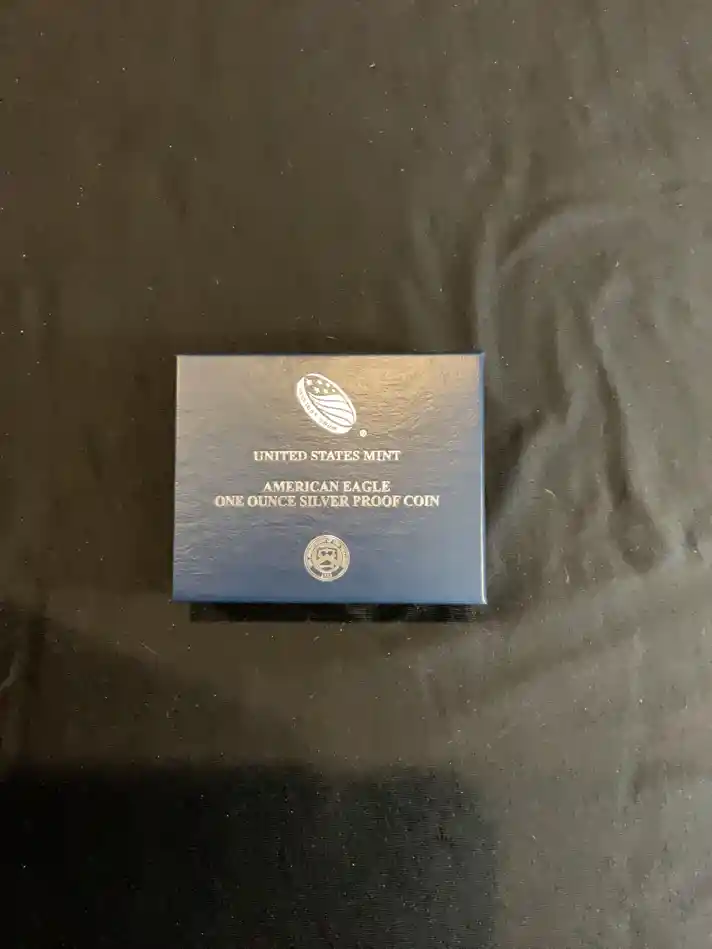 ®
UNITED STATES MINT
AMERICAN EAGLE
ONE OUNCE SILVER PROOF COIN